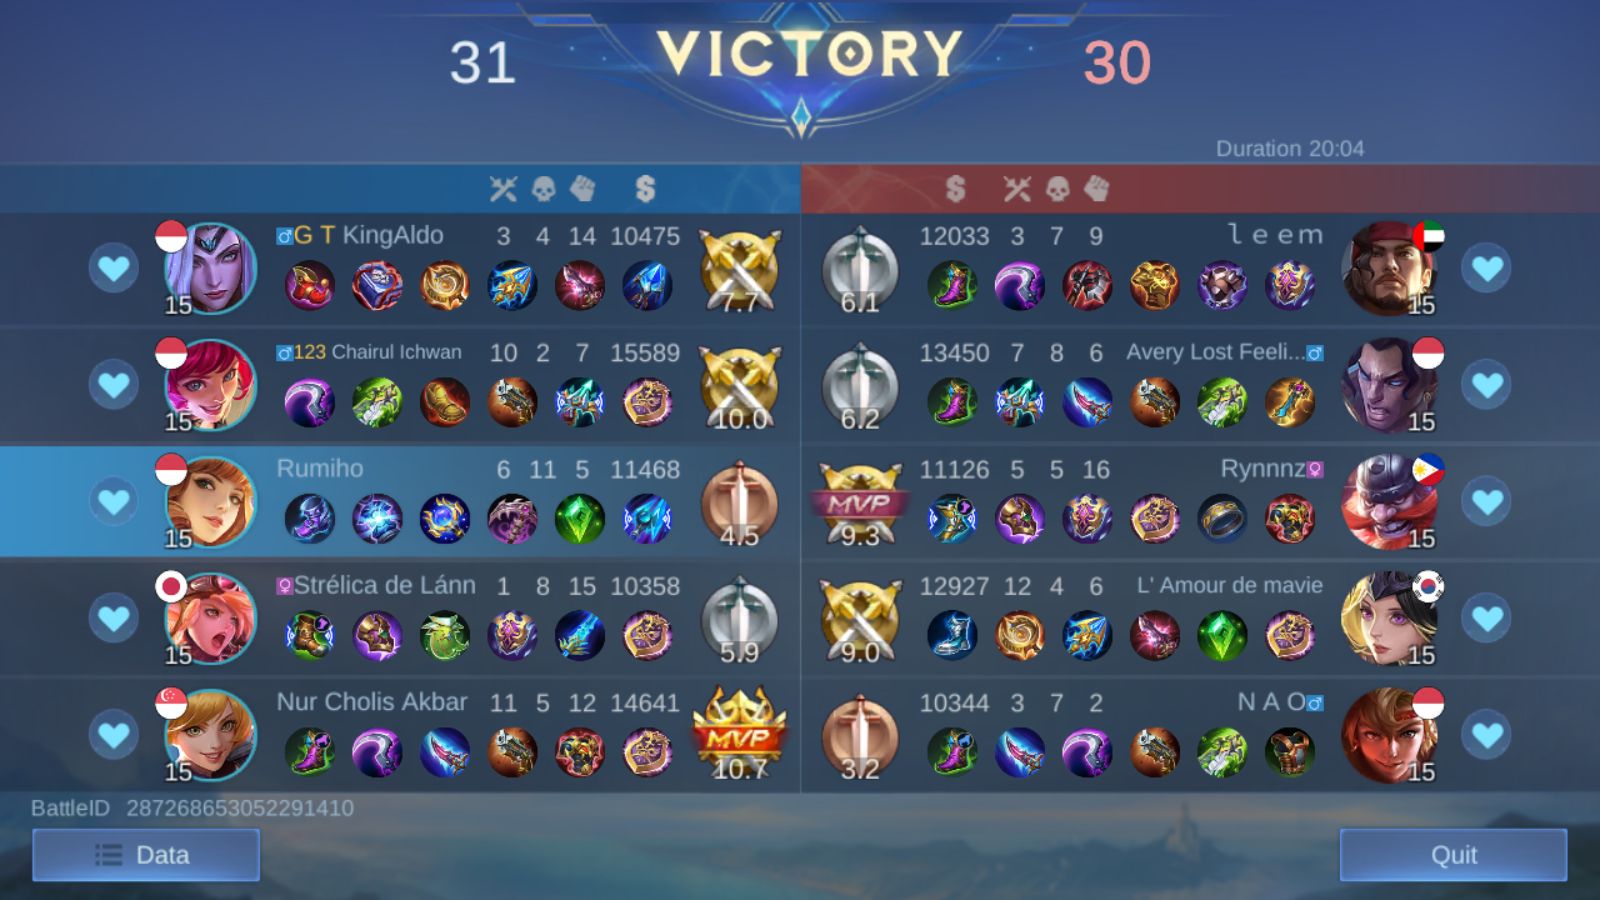 31 VICTORY 30
Duration 20:04
G T KingAldo 3 4 14 10475
15 7.7
6.1 12033 3 7 9 l e e m
15
123 Chairul Ichwan 10 2 7 15589
15 10.0
6.2 13450 7 8 6 Avery Lost Feeli...
15
Rumiho 6 11 5 11468
15 4.5
MVP 9.3 11126 5 5 16 Rynnnz
15
Strélica de Lánn 1 8 15 10358
15 5.9
9.0 12927 12 4 6 L' Amour de mavie
15
Nur Cholis Akbar 11 5 12 14641
15 MVP 10.7
3.2 10344 3 7 2 N A O
15
BattleID 287268653052291410
Data
Quit